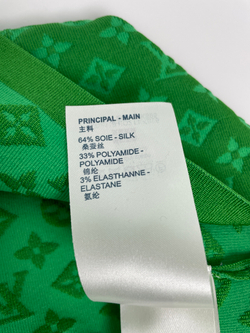 PRINCIPAL - MAIN
主料
64% SOIE - SILK
桑蚕丝
33% POLYAMIDE -
POLYAMIDE
锦纶
3% ELASTHANNE -
ELASTANE
氨纶